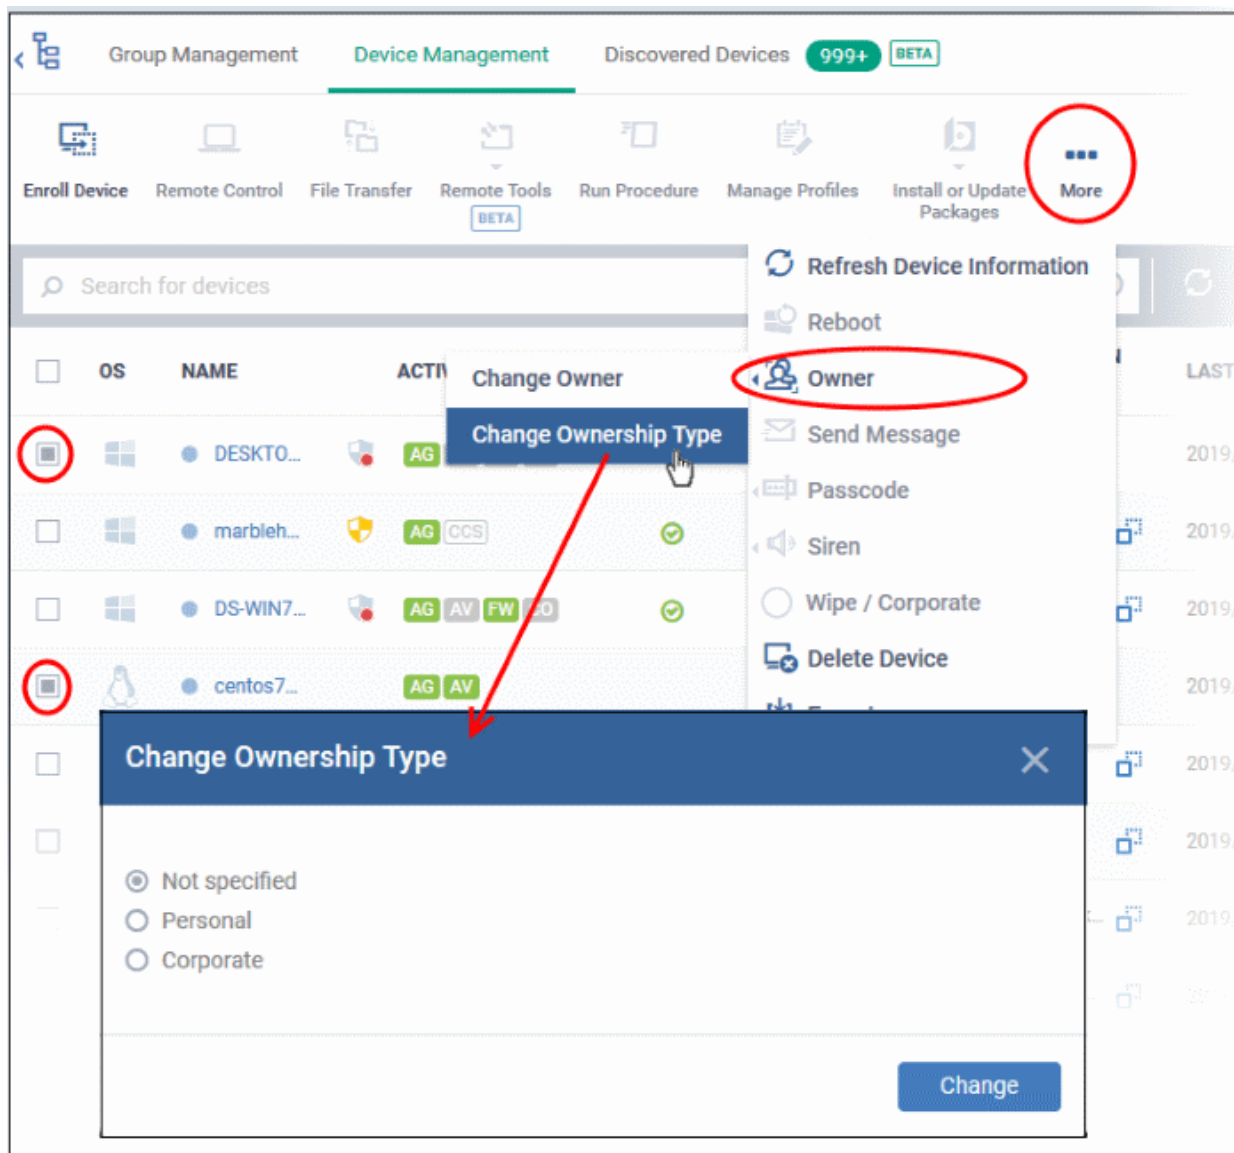 Group Management Device Management Discovered Devices 999+ BETA
Enroll Device Remote Control File Transfer Remote Tools Run Procedure Manage Profiles Install or Update More
BETA Packages
Search for devices
Refresh Device Information
Reboot
OS NAME ACTIV N LAST
Change Owner
Owner
Change Ownership Type
Send Message
DESKTO... AG 2019/
Passcode
marbleh... AG CCS 2019/
Siren
Wipe / Corporate
DS-WIN7... AG AV FW CO 2019/
Delete Device
centos7... AG AV 2019/
Change Ownership Type
2019/
2019/
Not specified
Personal 2019/
Corporate
Change